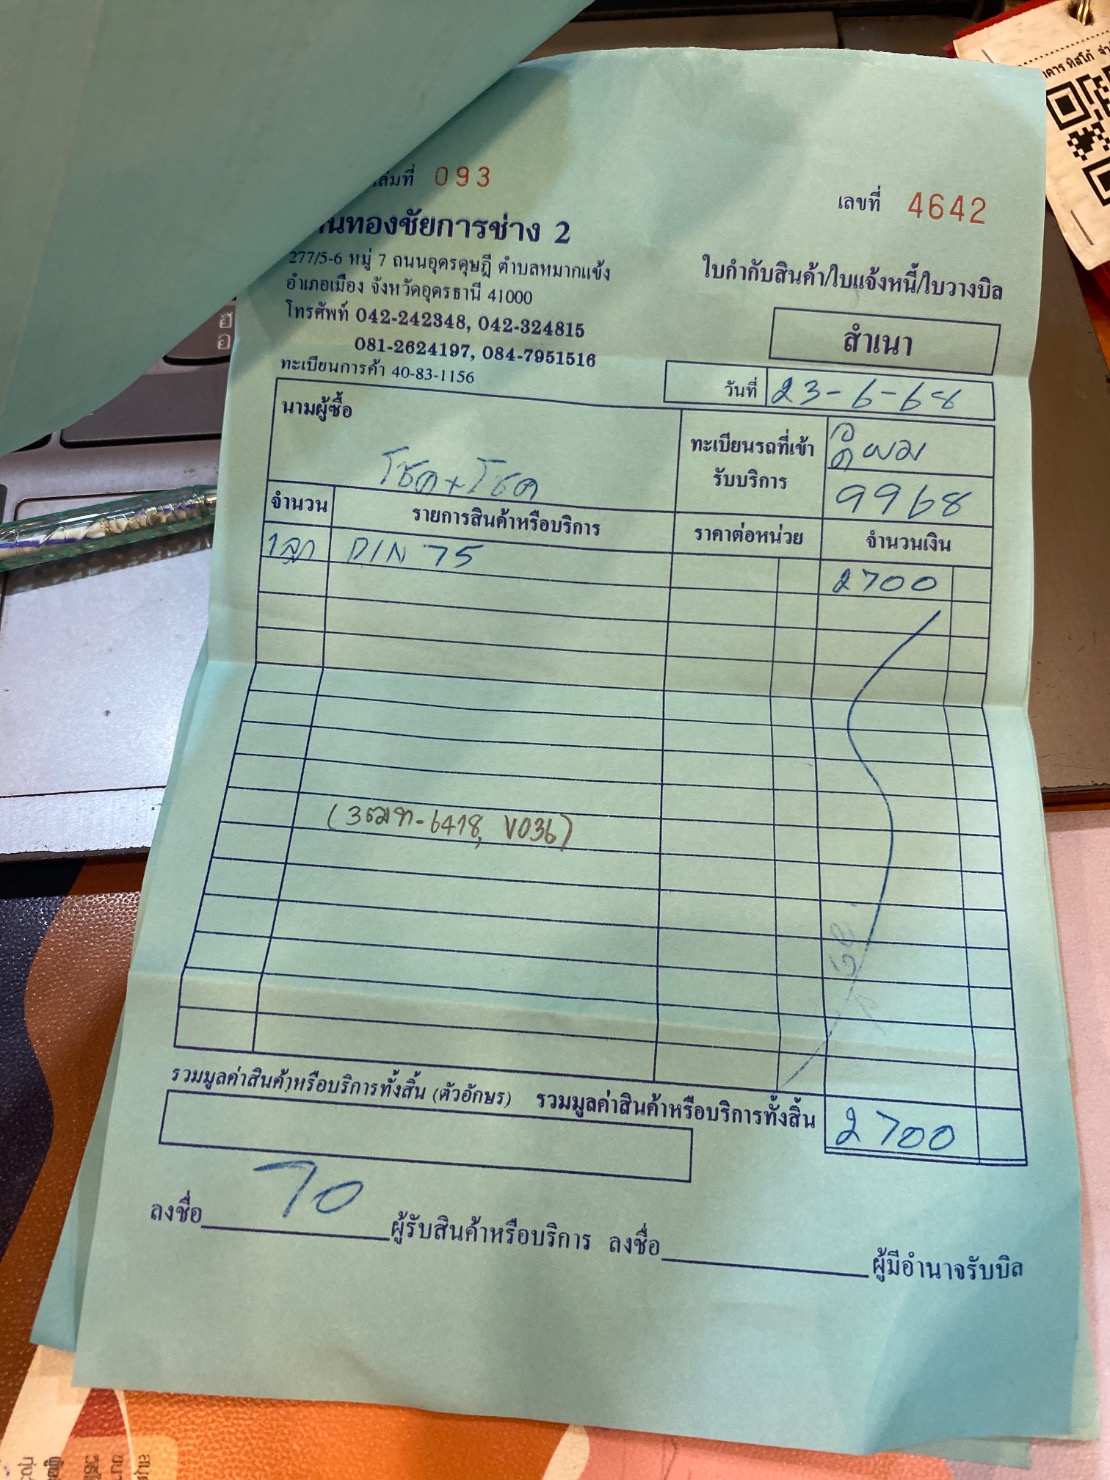 เล่มที่ 093
เลขที่ 4642
ทองชัยการช่าง 2
277/5-6 หมู่ 7 ถนนอุดรดุษฎี ตำบลหมากแข้ง
อำเภอเมือง จังหวัดอุดรธานี 41000
โทรศัพท์ 042-242348, 042-324815
081-2624197, 084-7951516
ทะเบียนการค้า 40-83-1156
ใบกำกับสินค้า/ใบแจ้งหนี้/ใบวางบิล
สำเนา
วันที่ 23-6-68
นามผู้ซื้อ
โชค+โชค
ทะเบียนรถที่เข้า
รับบริการ
9968
จำนวน รายการสินค้าหรือบริการ ราคาต่อหน่วย จำนวนเงิน
1ลูก DIN 75 2700
(3ฒท-6418, V036)
รวมมูลค่าสินค้าหรือบริการทั้งสิ้น (ตัวอักษร) รวมมูลค่าสินค้าหรือบริการทั้งสิ้น 2700
ลงชื่อ ผู้รับสินค้าหรือบริการ ลงชื่อ ผู้มีอำนาจรับบิล